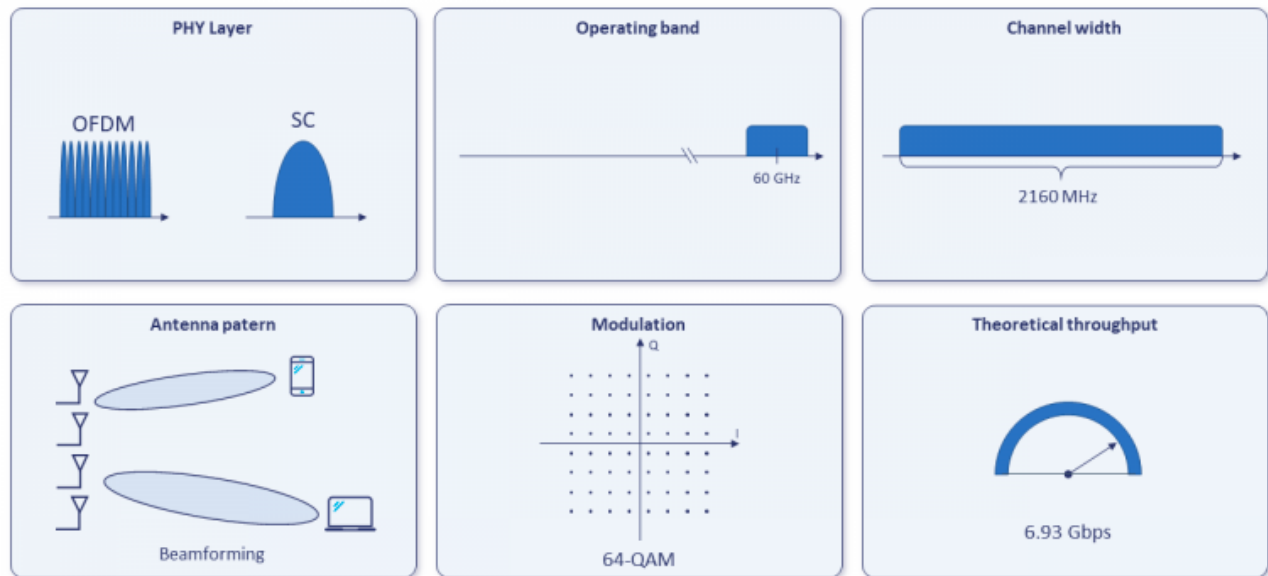 PHY Layer
OFDM
SC
Operating band
60 GHz
Channel width
2160 MHz
Antenna patern
Beamforming
Modulation
Q
I
64-QAM
Theoretical throughput
6.93 Gbps